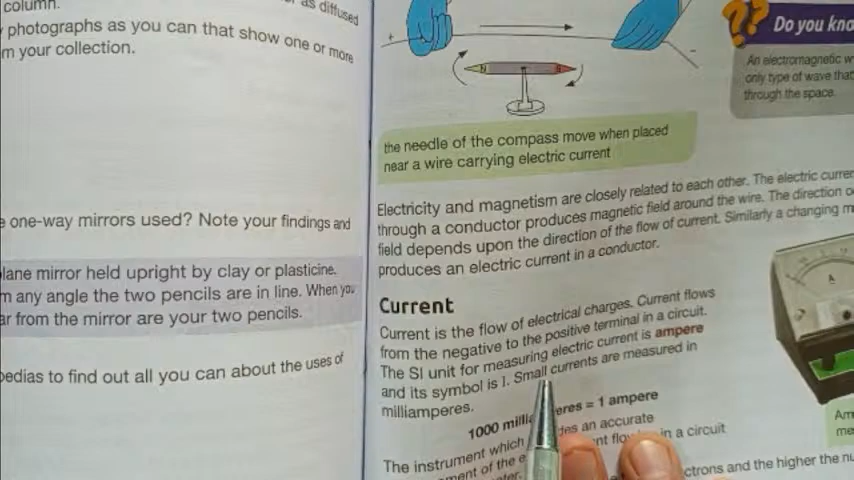 column.
as diffused
photographs as you can that show one or more
m your collection.
one-way mirrors used? Note your findings and
lane mirror held upright by clay or plasticine.
m any angle the two pencils are in line. When you
ar from the mirror are your two pencils.
pedias to find out all you can about the uses of
+
-
N
S
the needle of the compass move when placed
near a wire carrying electric current
??
Do you kno
An electromagnetic w
only type of wave that
through the space.
Electricity and magnetism are closely related to each other. The electric curre
through a conductor produces magnetic field around the wire. The direction o
field depends upon the direction of the flow of current. Similarly a changing m
produces an electric current in a conductor.
Current
Current is the flow of electrical charges. Current flows
from the negative to the positive terminal in a circuit.
The SI unit for measuring electric current is ampere
and its symbol is I. Small currents are measured in
milliamperes.
1000 milli eres = 1 ampere
The instrument which des an accurate
ment of the e nt flo in a circuit
ctrons and the higher the nu
A
Am
me